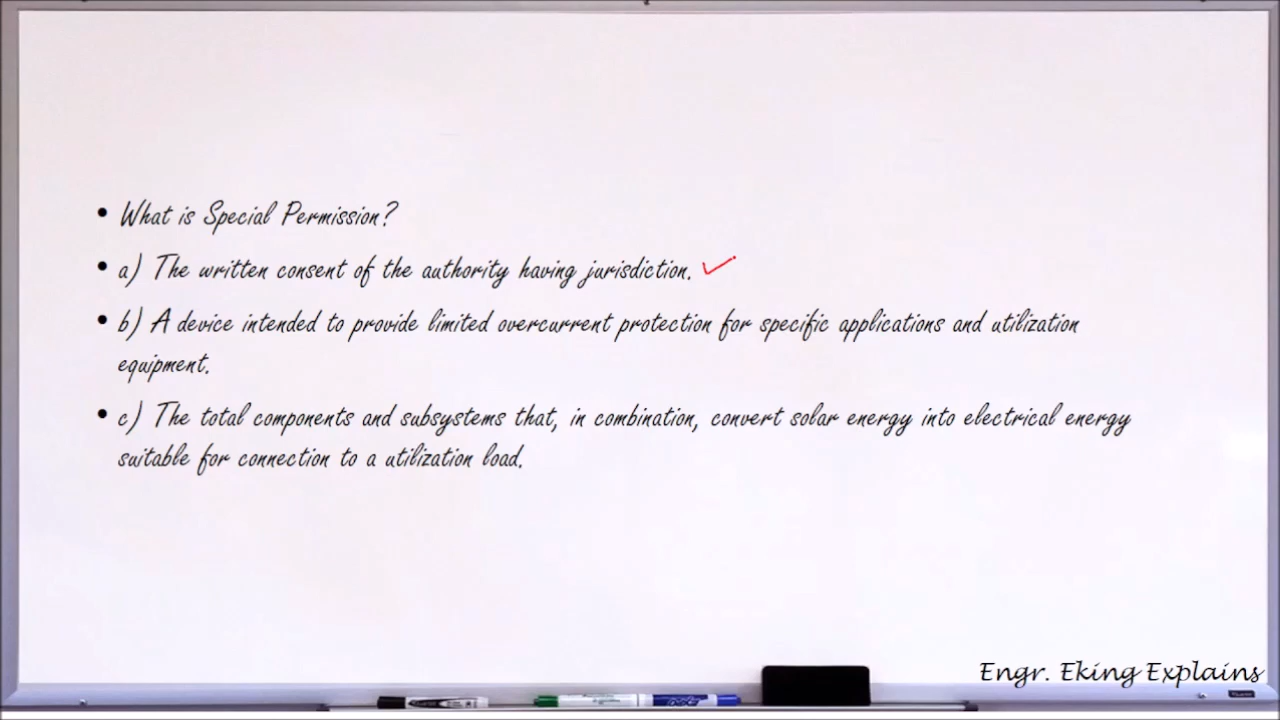 • What is Special Permission?
• a) The written consent of the authority having jurisdiction.
• b) A device intended to provide limited overcurrent protection for specific applications and utilization
equipment.
• c) The total components and subsystems that, in combination, convert solar energy into electrical energy
suitable for connection to a utilization load.
Engr. Eking Explains